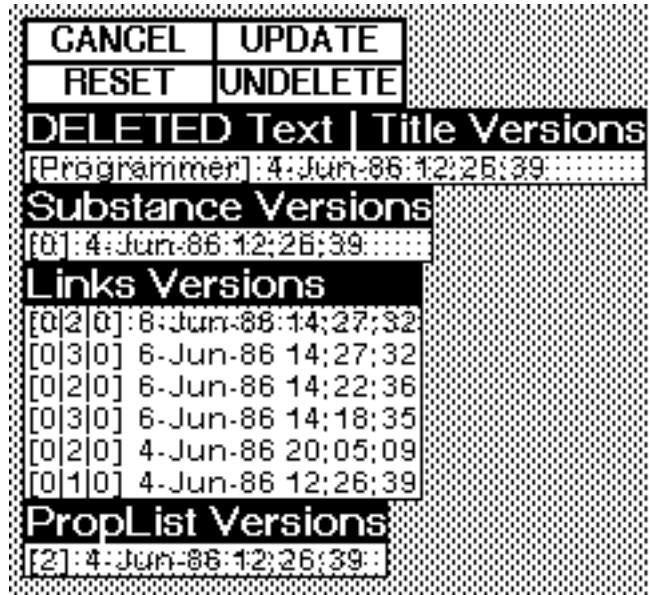 CANCEL UPDATE
RESET UNDELETE
DELETED Text | Title Versions
[Programmer] 4-Jun-86 12:26:39
Substance Versions
[0] 4-Jun-86 12:26:39
Links Versions
[0|2|0] 6-Jun-86 14:27:32
[0|3|0] 6-Jun-86 14:27:32
[0|2|0] 6-Jun-86 14:22:36
[0|3|0] 6-Jun-86 14:18:35
[0|2|0] 4-Jun-86 20:05:09
[0|1|0] 4-Jun-86 12:26:39
PropList Versions
[2] 4-Jun-86 12:26:39